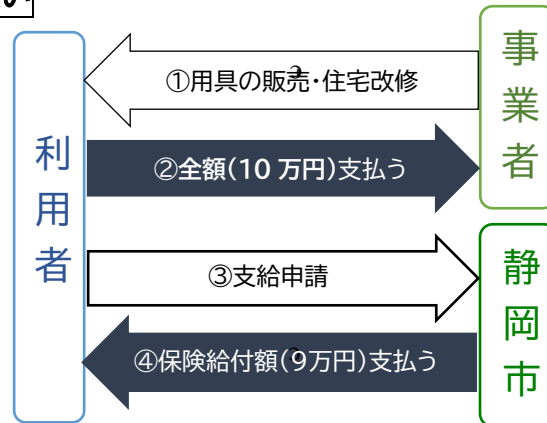 い
利用者
事業者
静岡市
①用具の販売・住宅改修
②全額(10 万円)支払う
③支給申請
④保険給付額(9万円)支払う